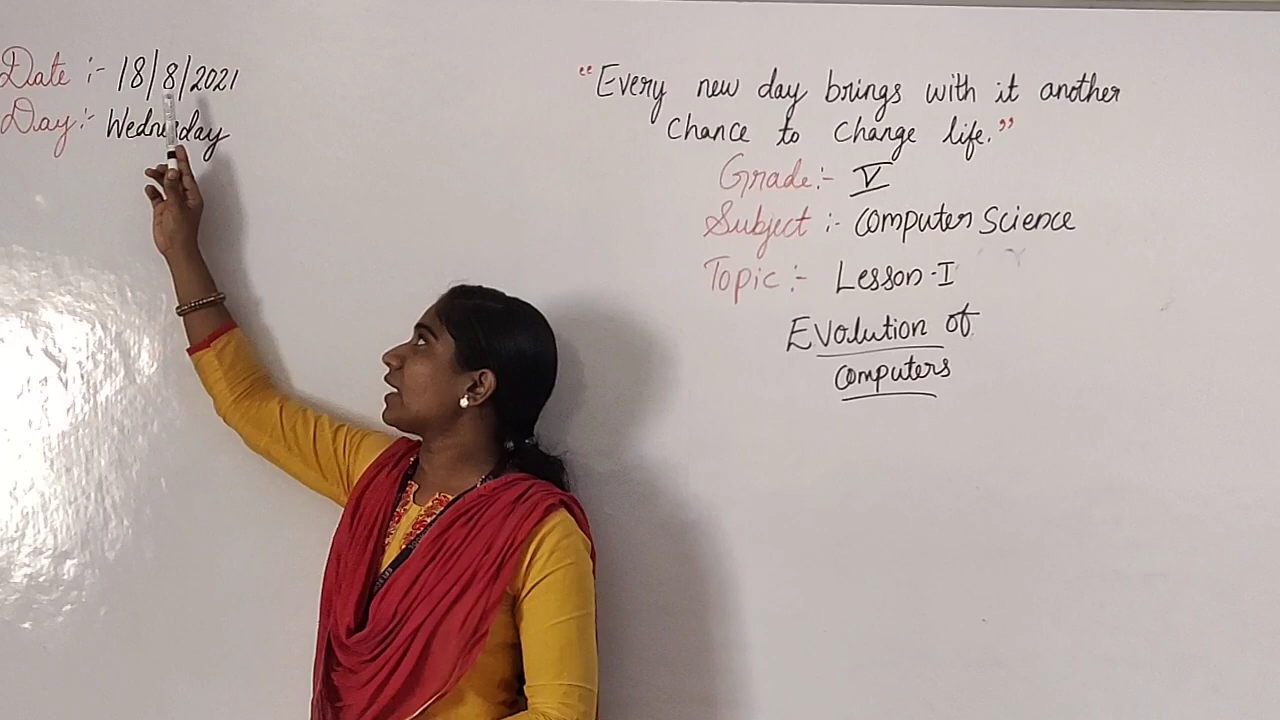 Date :- 18/8/2021
Day :- Wednesday
"Every new day brings with it another
chance to change life."
Grade :- V
Subject :- Computer Science
Topic :- Lesson - I
Evolution of
computers